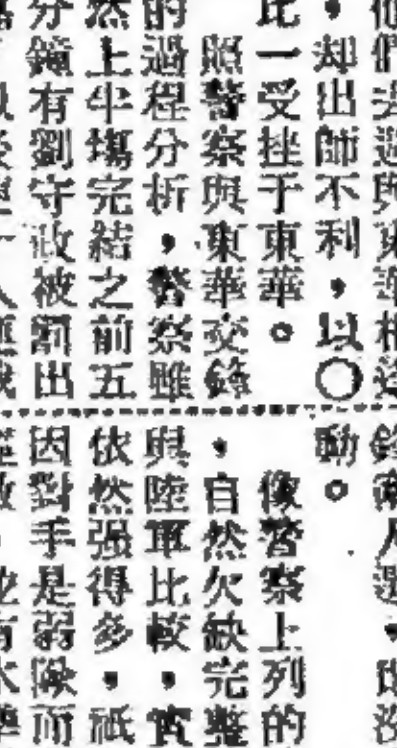 ，却出師不利，以〇
比一受挫于東華。
照警察與東華交鋒
的過程分析，警察雖
然上半塲完結之前五
分鐘有劉守政被罰出
動。
像警察上列的
，自然欠缺完整
與陸軍比較，實
依然强得多，祗
因對手是弱隊而